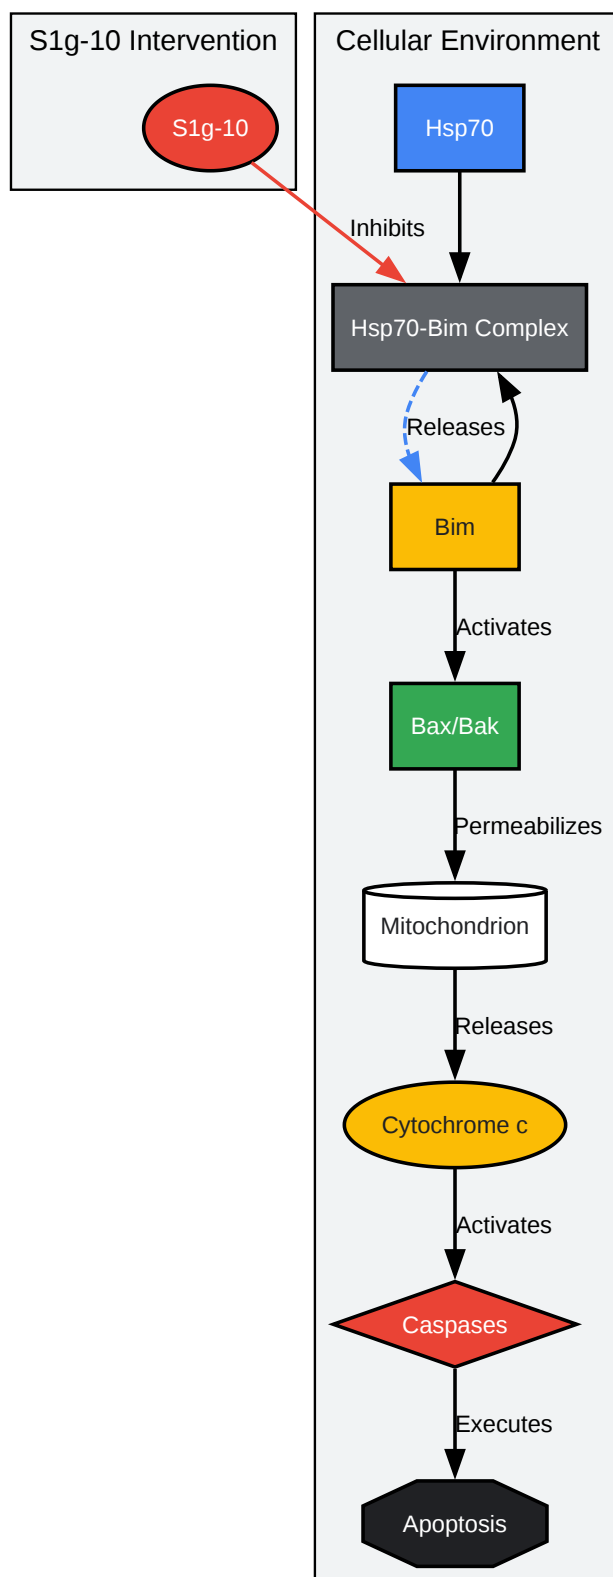 S1g-10 Intervention
Cellular Environment
S1g-10
Hsp70
Inhibits
Hsp70-Bim Complex
Releases
Bim
Activates
Bax/Bak
Permeabilizes
Mitochondrion
Releases
Cytochrome c
Activates
Caspases
Executes
Apoptosis